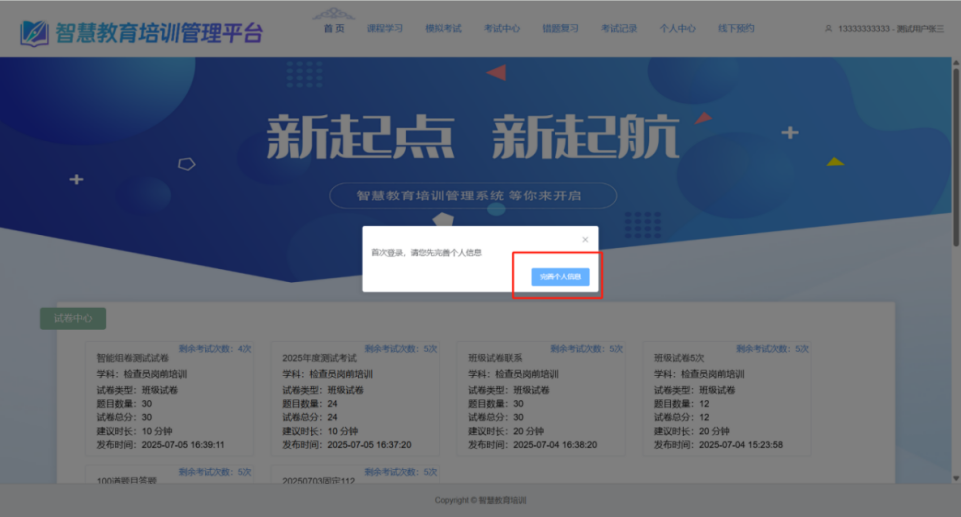 智慧教育培训管理平台
首页 课程学习 模拟考试 考试中心 错题复习 考试记录 个人中心 线下预约 13333333333 - 测试用户张三
新起点 新起航
智慧教育培训管理系统 等你来开启
首次登录，请您先完善个人信息
完善个人信息
试卷中心
剩余考试次数：4次
智能组卷测试试卷
学科：检查员岗前培训
试卷类型：班级试卷
题目数量：30
试卷总分：30
建议时长：10 分钟
发布时间：2025-07-05 16:39:11
剩余考试次数：5次
2025年度测试考试
学科：检查员岗前培训
试卷类型：班级试卷
题目数量：24
试卷总分：24
建议时长：10 分钟
发布时间：2025-07-05 16:37:20
剩余考试次数：5次
班级试卷联系
学科：检查员岗前培训
试卷类型：班级试卷
题目数量：30
试卷总分：30
建议时长：20 分钟
发布时间：2025-07-04 16:38:20
剩余考试次数：5次
班级试卷5次
学科：检查员岗前培训
试卷类型：班级试卷
题目数量：12
试卷总分：12
建议时长：20 分钟
发布时间：2025-07-04 15:23:58
剩余考试次数：5次
100道题目答题
剩余考试次数：5次
20250703固定112
Copyright © 智慧教育培训